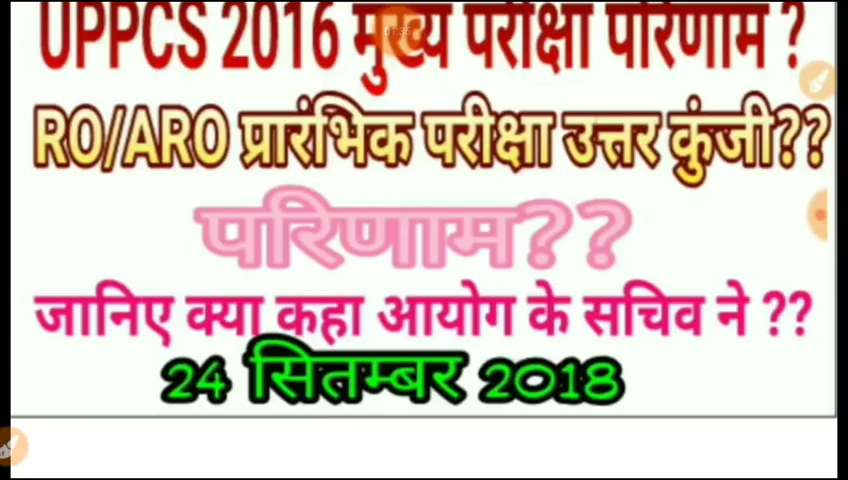 UPPCS 2016 मुख्य परीक्षा परिणाम ?
RO/ARO प्रारंभिक परीक्षा उत्तर कुंजी??
परिणाम??
जानिए क्या कहा आयोग के सचिव ने ??
24 सितम्बर 2018